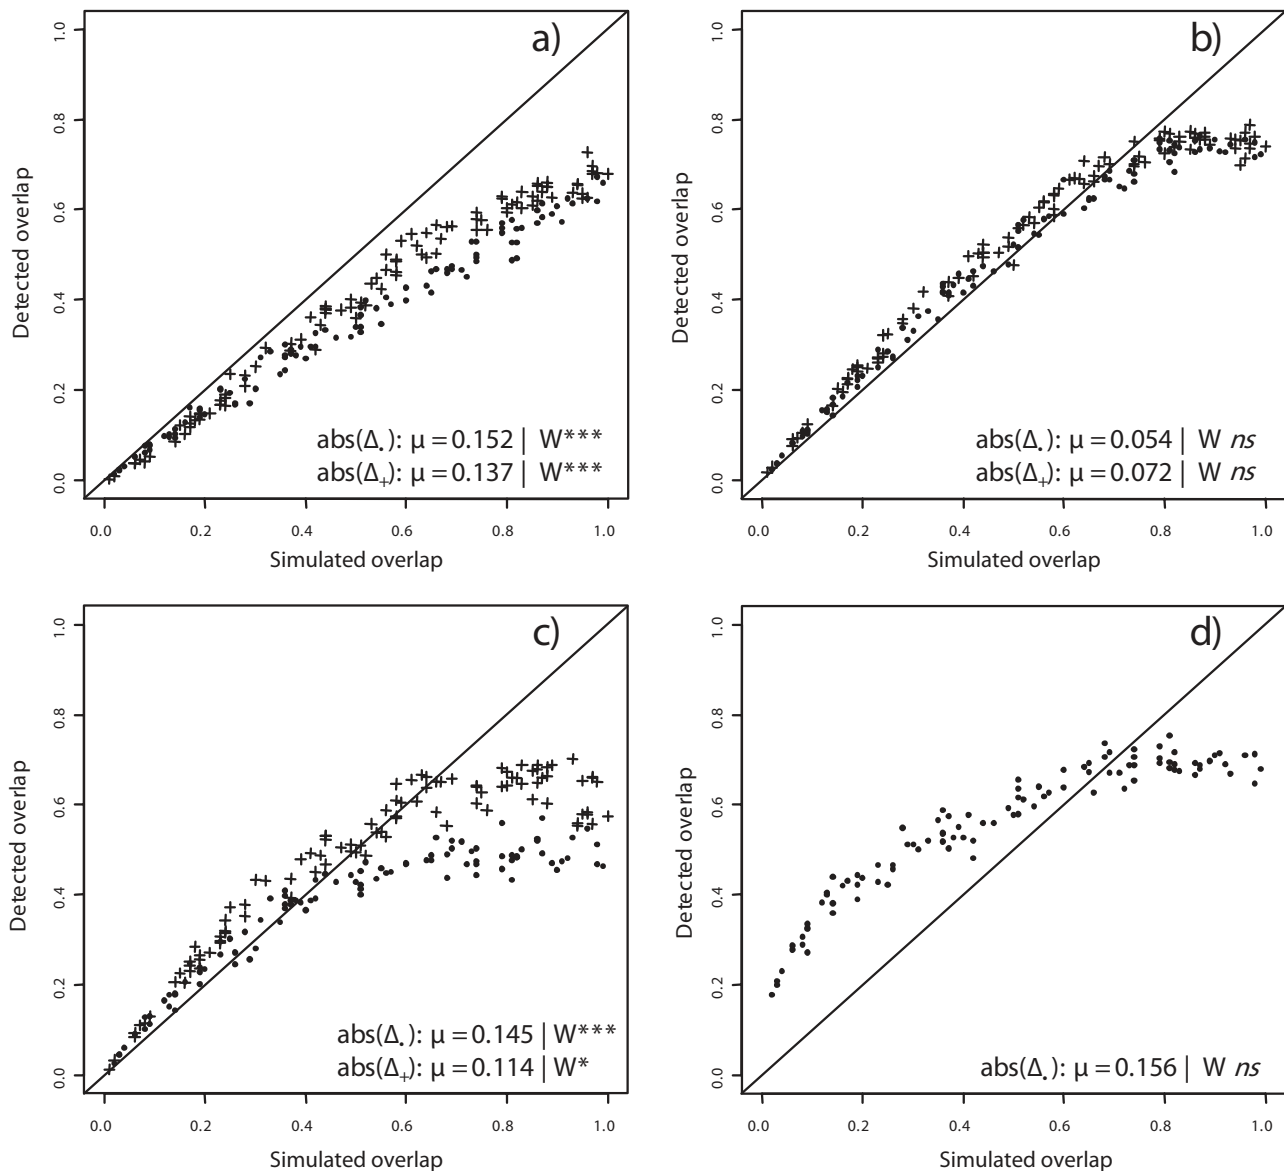 a)
Detected overlap
1.0
0.8
0.6
0.4
0.2
0.0
abs(Δ.): μ = 0.152 | W***
abs(Δ+): μ = 0.137 | W***
0.0 0.2 0.4 0.6 0.8 1.0
Simulated overlap
b)
Detected overlap
1.0
0.8
0.6
0.4
0.2
0.0
abs(Δ.): μ = 0.054 | W ns
abs(Δ+): μ = 0.072 | W ns
0.0 0.2 0.4 0.6 0.8 1.0
Simulated overlap
c)
Detected overlap
1.0
0.8
0.6
0.4
0.2
0.0
abs(Δ.): μ = 0.145 | W***
abs(Δ+): μ = 0.114 | W*
0.0 0.2 0.4 0.6 0.8 1.0
Simulated overlap
d)
Detected overlap
1.0
0.8
0.6
0.4
0.2
0.0
abs(Δ.): μ = 0.156 | W ns
0.0 0.2 0.4 0.6 0.8 1.0
Simulated overlap